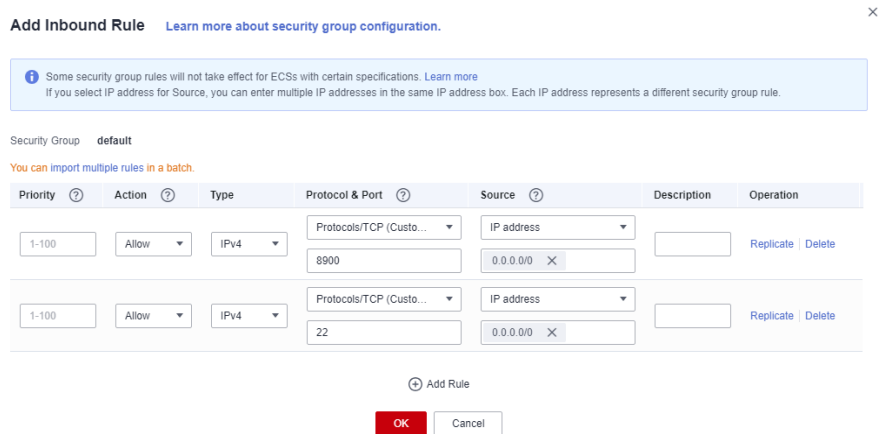 Add Inbound Rule Learn more about security group configuration.
Some security group rules will not take effect for ECSs with certain specifications. Learn more
If you select IP address for Source, you can enter multiple IP addresses in the same IP address box. Each IP address represents a different security group rule.
Security Group default
You can import multiple rules in a batch.
Priority ? Action ? Type Protocol & Port ? Source ? Description Operation
Protocols/TCP (Custo... IP address
1-100 Allow IPv4 Replicate Delete
8900 0.0.0.0/0
Protocols/TCP (Custo... IP address
1-100 Allow IPv4 Replicate Delete
22 0.0.0.0/0
Add Rule
OK Cancel